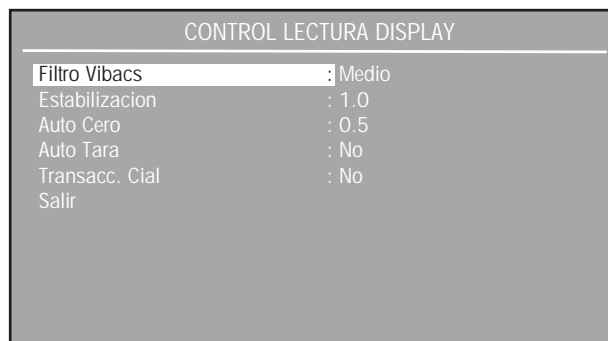 CONTROL LECTURA DISPLAY
Filtro Vibacs : Medio
Estabilizacion : 1.0
Auto Cero : 0.5
Auto Tara : No
Transacc. Cial : No
Salir